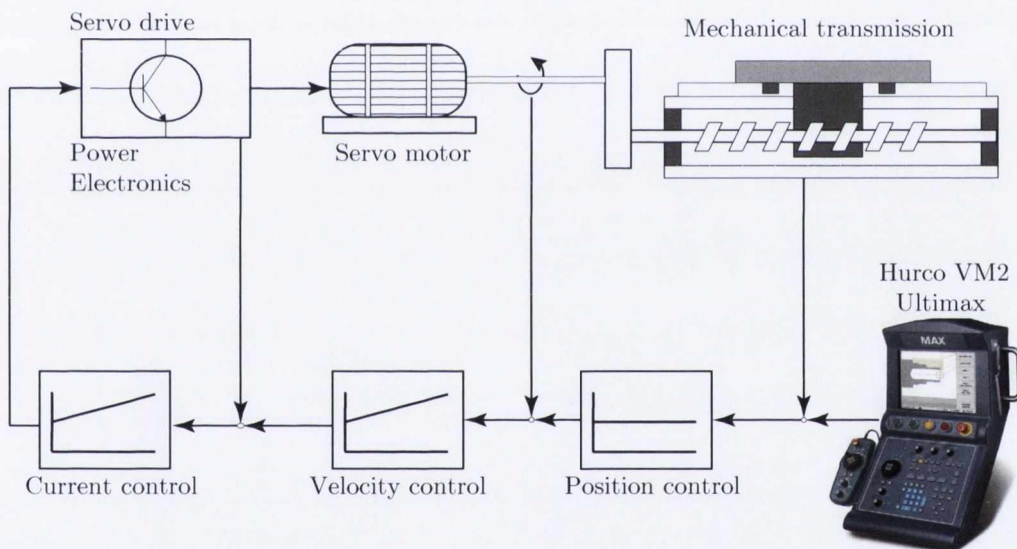 Servo drive
Mechanical transmission
Power
Electronics
Servo motor
Hurco VM2
Ultimax
MAX
Current control
Velocity control
Position control